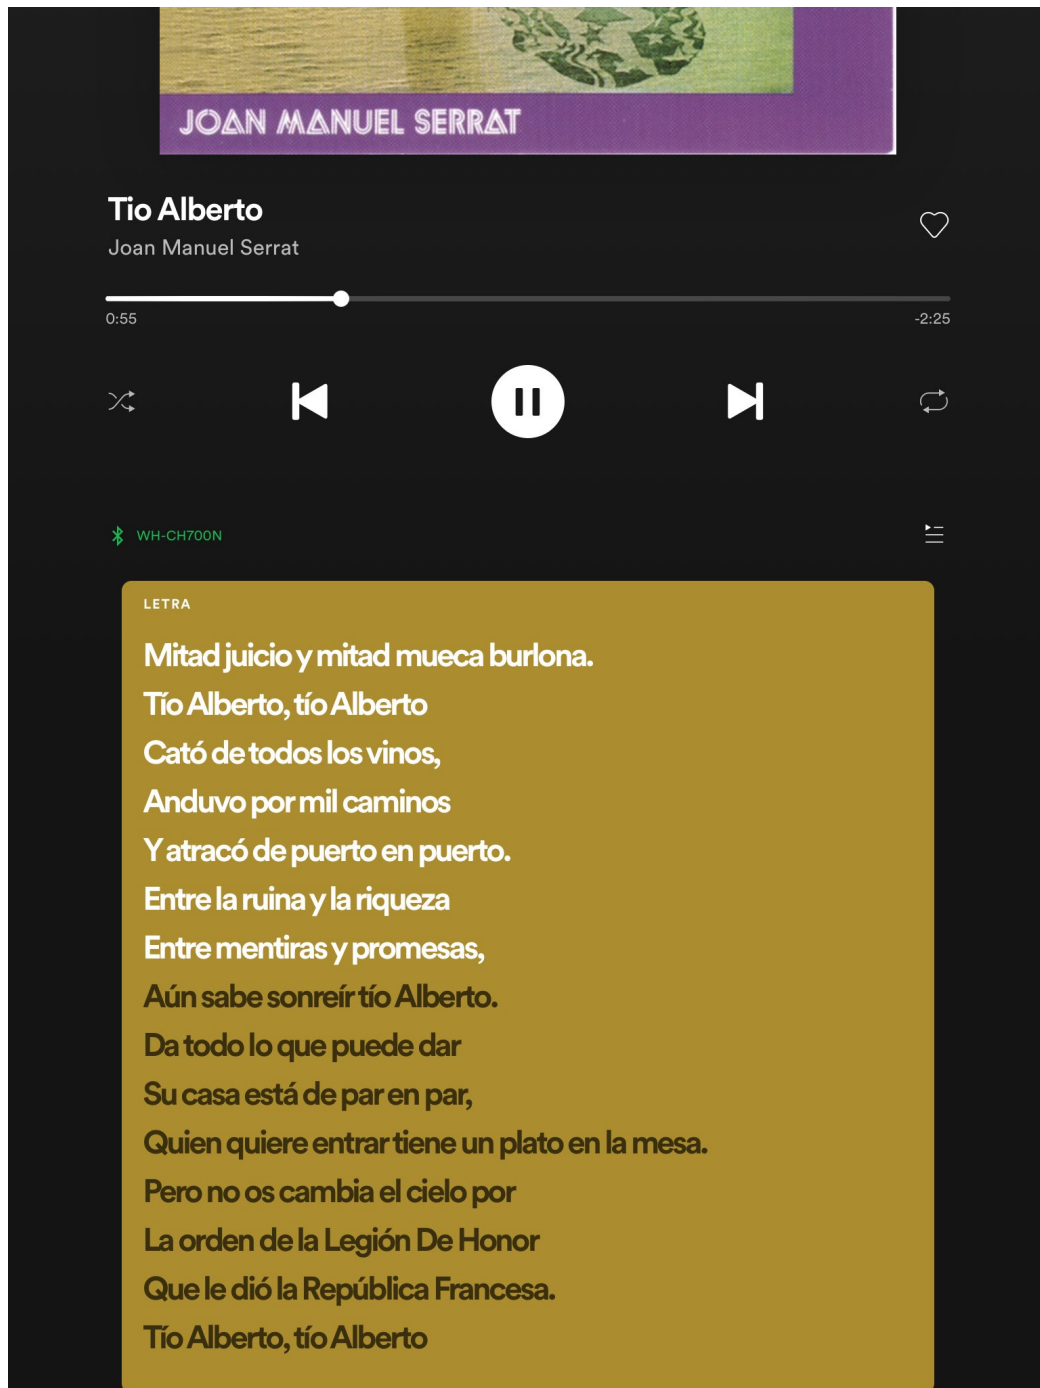 JOAN MANUEL SERRAT
Tio Alberto
Joan Manuel Serrat
0:55
-2:25
WH-CH700N
LETRA
Mitad juicio y mitad mueca burlona.
Tío Alberto, tío Alberto
Cató de todos los vinos,
Anduvo por mil caminos
Y atracó de puerto en puerto.
Entre la ruina y la riqueza
Entre mentiras y promesas,
Aún sabe sonreír tío Alberto.
Da todo lo que puede dar
Su casa está de par en par,
Quien quiere entrar tiene un plato en la mesa.
Pero no os cambia el cielo por
La orden de la Legión De Honor
Que le dió la República Francesa.
Tío Alberto, tío Alberto